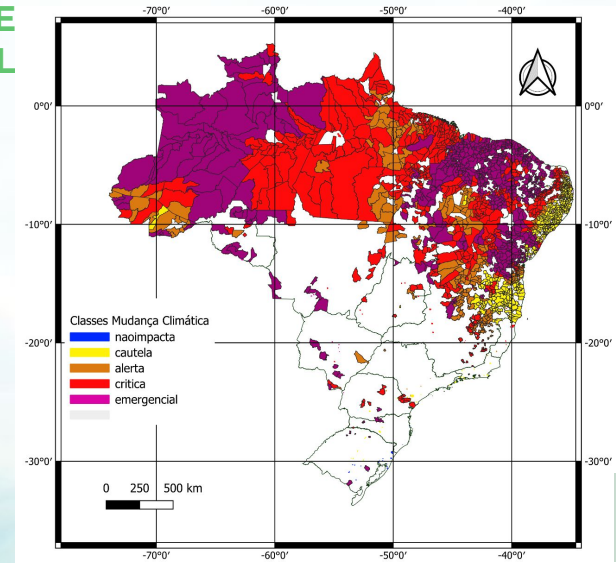 E
L
-70°0′ -60°0′ -50°0′ -40°0′
0°0′ 0°0′
-10°0′ -10°0′
-20°0′ -20°0′
-30°0′ -30°0′
Classes Mudança Climática
naoimpacta
cautela
alerta
critica
emergencial
0 250 500 km
-70°0′ -60°0′ -50°0′ -40°0′